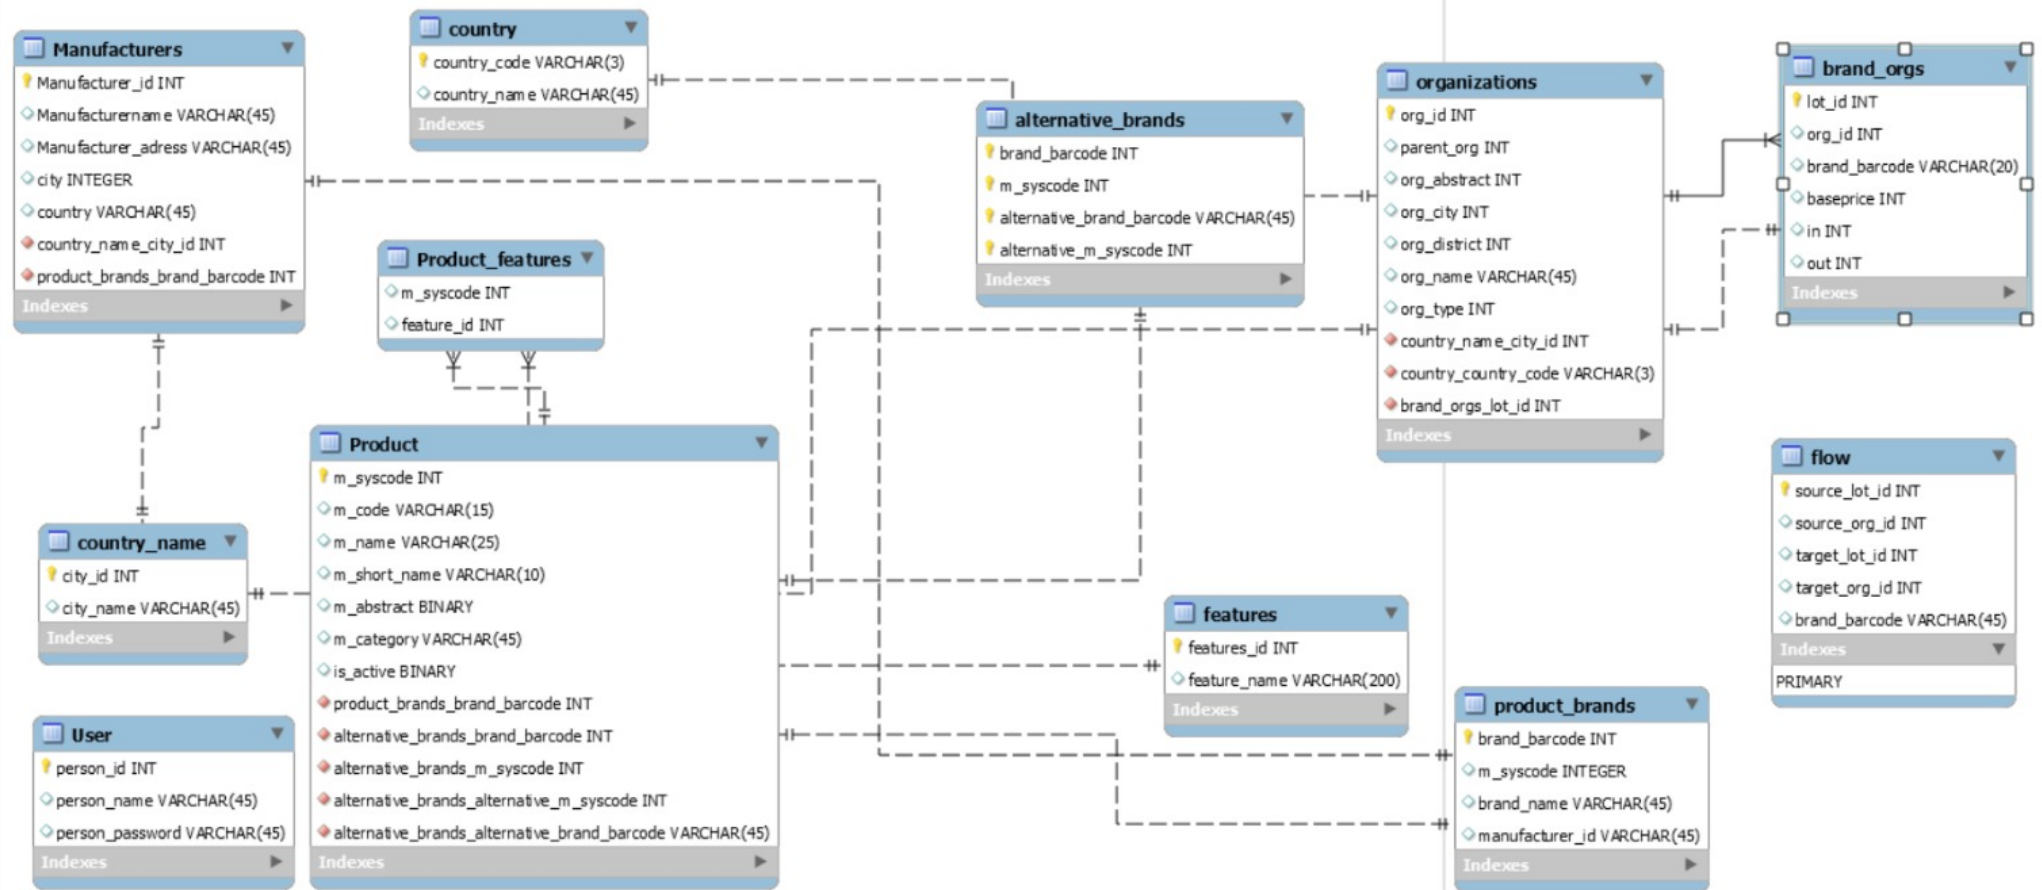 Manufacturers
Manufacturer_id INT
Manufacturername VARCHAR(45)
Manufacturer_adress VARCHAR(45)
city INTEGER
country VARCHAR(45)
country_name_city_id INT
product_brands_brand_barcode INT
Indexes
country
country_code VARCHAR(3)
country_name VARCHAR(45)
Indexes
alternative_brands
brand_barcode INT
m_syscode INT
alternative_brand_barcode VARCHAR(45)
alternative_m_syscode INT
Indexes
organizations
org_id INT
parent_org INT
org_abstract INT
org_city INT
org_district INT
org_name VARCHAR(45)
org_type INT
country_name_city_id INT
country_country_code VARCHAR(3)
brand_orgs_lot_id INT
Indexes
brand_orgs
lot_id INT
org_id INT
brand_barcode VARCHAR(20)
baseprice INT
in INT
out INT
Indexes
Product_features
m_syscode INT
feature_id INT
Product
m_syscode INT
m_code VARCHAR(15)
m_name VARCHAR(25)
m_short_name VARCHAR(10)
m_abstract BINARY
m_category VARCHAR(45)
is_active BINARY
product_brands_brand_barcode INT
alternative_brands_brand_barcode INT
alternative_brands_m_syscode INT
alternative_brands_alternative_m_syscode INT
alternative_brands_alternative_brand_barcode VARCHAR(45)
Indexes
country_name
city_id INT
city_name VARCHAR(45)
Indexes
User
person_id INT
person_name VARCHAR(45)
person_password VARCHAR(45)
Indexes
features
features_id INT
feature_name VARCHAR(200)
Indexes
flow
source_lot_id INT
source_org_id INT
target_lot_id INT
target_org_id INT
brand_barcode VARCHAR(45)
Indexes
PRIMARY
product_brands
brand_barcode INT
m_syscode INTEGER
brand_name VARCHAR(45)
manufacturer_id VARCHAR(45)
Indexes